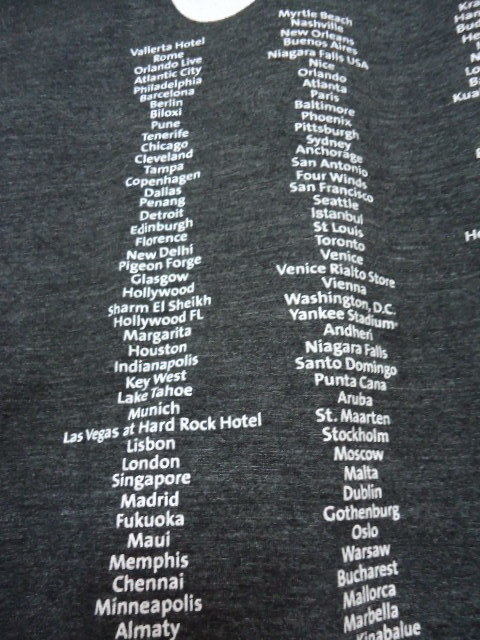 Vallerta Hotel
Rome
Orlando Live
Atlantic City
Philadelphia
Barcelona
Berlin
Biloxi
Pune
Tenerife
Chicago
Cleveland
Tampa
Copenhagen
Dallas
Penang
Detroit
Edinburgh
Florence
New Delhi
Pigeon Forge
Glasgow
Hollywood
Sharm El Sheikh
Hollywood FL
Margarita
Houston
Indianapolis
Key West
Lake Tahoe
Munich
Las Vegas at Hard Rock Hotel
Lisbon
London
Singapore
Madrid
Fukuoka
Maui
Memphis
Chennai
Minneapolis
Almaty
Myrtle Beach
Nashville
New Orleans
Buenos Aires
Niagara Falls USA
Nice
Orlando
Atlanta
Paris
Baltimore
Phoenix
Pittsburgh
Sydney
Anchorage
San Antonio
Four Winds
San Francisco
Seattle
Istanbul
St Louis
Toronto
Venice
Venice Rialto Store
Vienna
Washington, D.C.
Yankee Stadium
Andheri
Niagara Falls
Santo Domingo
Punta Cana
Aruba
St. Maarten
Stockholm
Moscow
Malta
Dublin
Gothenburg
Oslo
Warsaw
Bucharest
Mallorca
Marbella
Kinabalue